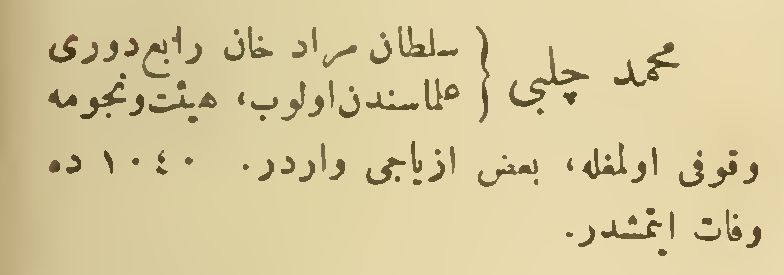 محمد چلبی { سلطان مراد خان رابع دوری
علماسندن اولوب، هیئت ونجومه
وقوفی اولمغله، بعض ازیاجی واردر. ۱۰٤۰ ده
وفات ایتمشدر.